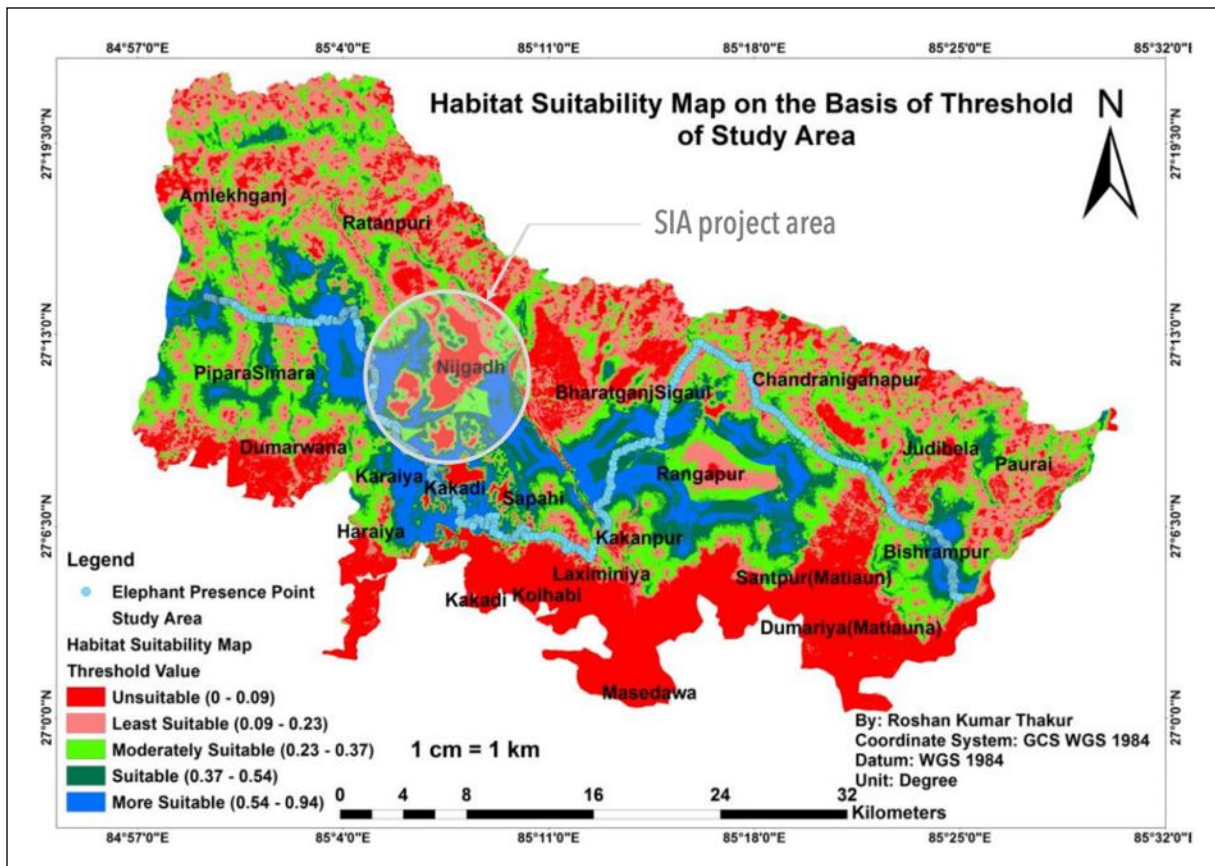 84°57'0"E 85°4'0"E 85°11'0"E 85°18'0"E 85°25'0"E 85°32'0"E
Habitat Suitability Map on the Basis of Threshold
of Study Area
N
27°19'30"N
27°19'30"N
Amlekhganj
Ratanpuri
SIA project area
27°13'0"N
27°13'0"N
Nijgadh
PiparaSimara
BharatganjSigaul
Chandranigahapur
Dumarwana
Judibela
Paurai
Karaiya
Kakadi
Sapahi
Rangapur
27°6'30"N
27°6'30"N
Haraiya
Kakanpur
Bishrampur
Laximiniya
Santpur(Matiaun)
Kakadi
Kolhabi
Dumariya(Matiauna)
Masedawa
27°0'0"N
27°0'0"N
Legend
Elephant Presence Point
Study Area
Habitat Suitability Map
Threshold Value
Unsuitable (0 - 0.09)
Least Suitable (0.09 - 0.23)
Moderately Suitable (0.23 - 0.37)
Suitable (0.37 - 0.54)
More Suitable (0.54 - 0.94)
1 cm = 1 km
0 4 8 16 24 32
Kilometers
By: Roshan Kumar Thakur
Coordinate System: GCS WGS 1984
Datum: WGS 1984
Unit: Degree
84°57'0"E 85°4'0"E 85°11'0"E 85°18'0"E 85°25'0"E 85°32'0"E